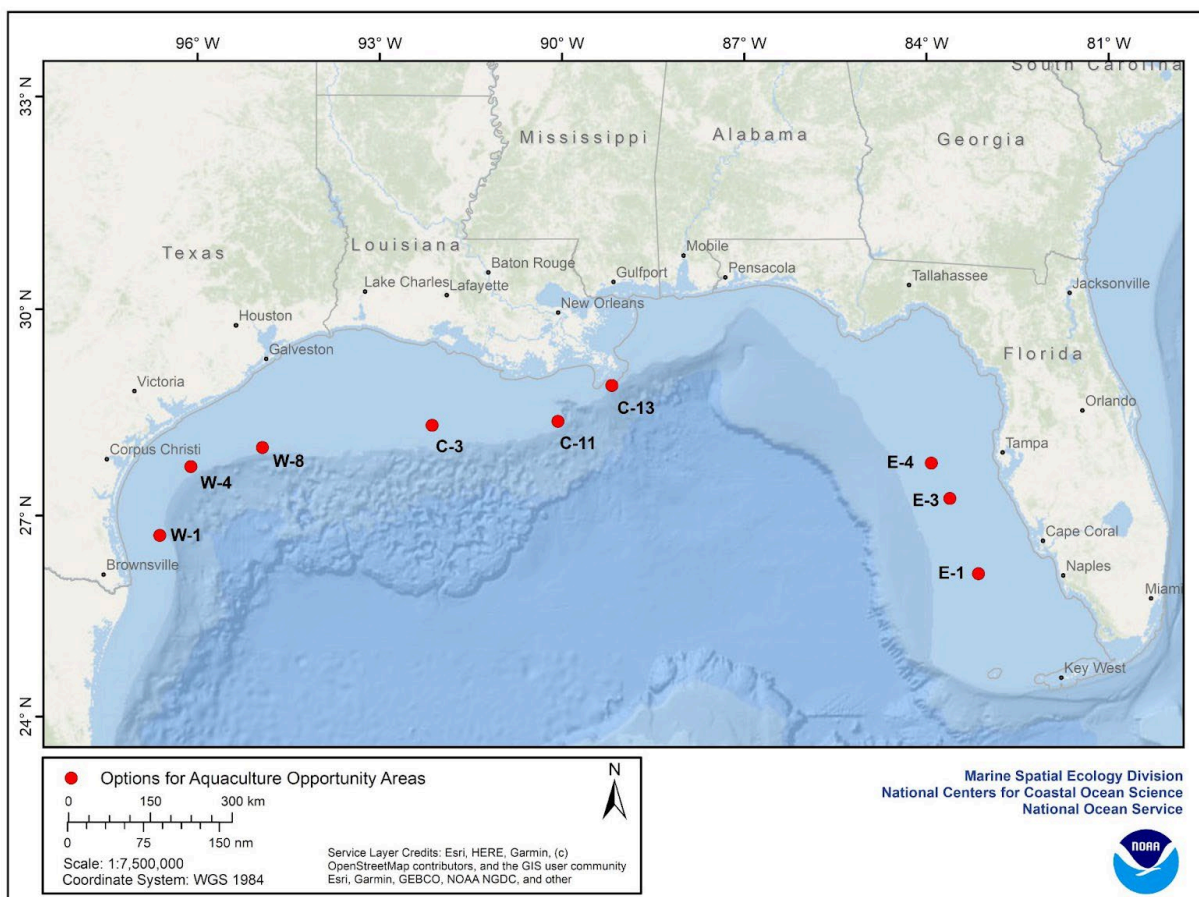 96° W
93° W
90° W
87° W
84° W
81° W
33° N
30° N
27° N
24° N
South Carolina
Mississippi
Alabama
Georgia
Texas
Louisiana
Florida
Mobile
Baton Rouge
Gulfport
Pensacola
Tallahassee
Jacksonville
Lake Charles
Lafayette
New Orleans
Houston
Galveston
Victoria
Orlando
Corpus Christi
Tampa
Cape Coral
Brownsville
Naples
Miami
Key West
C-13
C-3
C-11
W-8
W-4
W-1
E-4
E-3
E-1
Options for Aquaculture Opportunity Areas
0 150 300 km
0 75 150 nm
Scale: 1:7,500,000
Coordinate System: WGS 1984
Service Layer Credits: Esri, HERE, Garmin, (c)
OpenStreetMap contributors, and the GIS user community
Esri, Garmin, GEBCO, NOAA NGDC, and other
N
Marine Spatial Ecology Division
National Centers for Coastal Ocean Science
National Ocean Service
NOAA